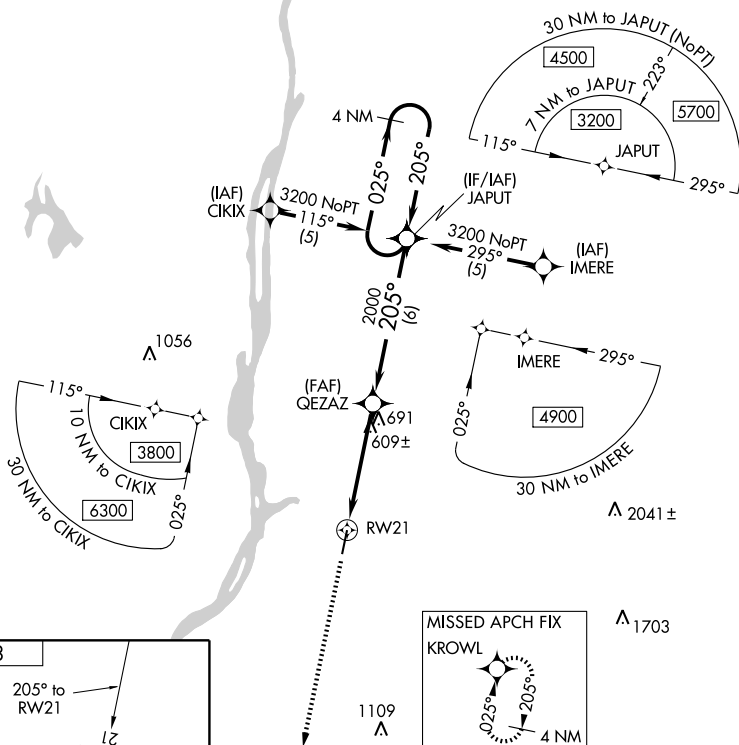 30 NM to JAPUT (NoPT)
4500
223°
5700
7 NM to JAPUT
3200
115°
JAPUT
295°
4 NM
025°
205°
(IF/IAF)
JAPUT
(IAF)
CIKIX
3200 NoPT
115°
(5)
3200 NoPT
295°
(5)
(IAF)
IMERE
2000
205°
(6)
1056
115°
CIKIX
10 NM to CIKIX
3800
30 NM to CIKIX
6300
025°
(FAF)
QEZAZ
691
609±
IMERE
295°
025°
4900
30 NM to IMERE
2041±
RW21
1703
205° to
RW21
21
MISSED APCH FIX
KROWL
025°
205°
4 NM
1109